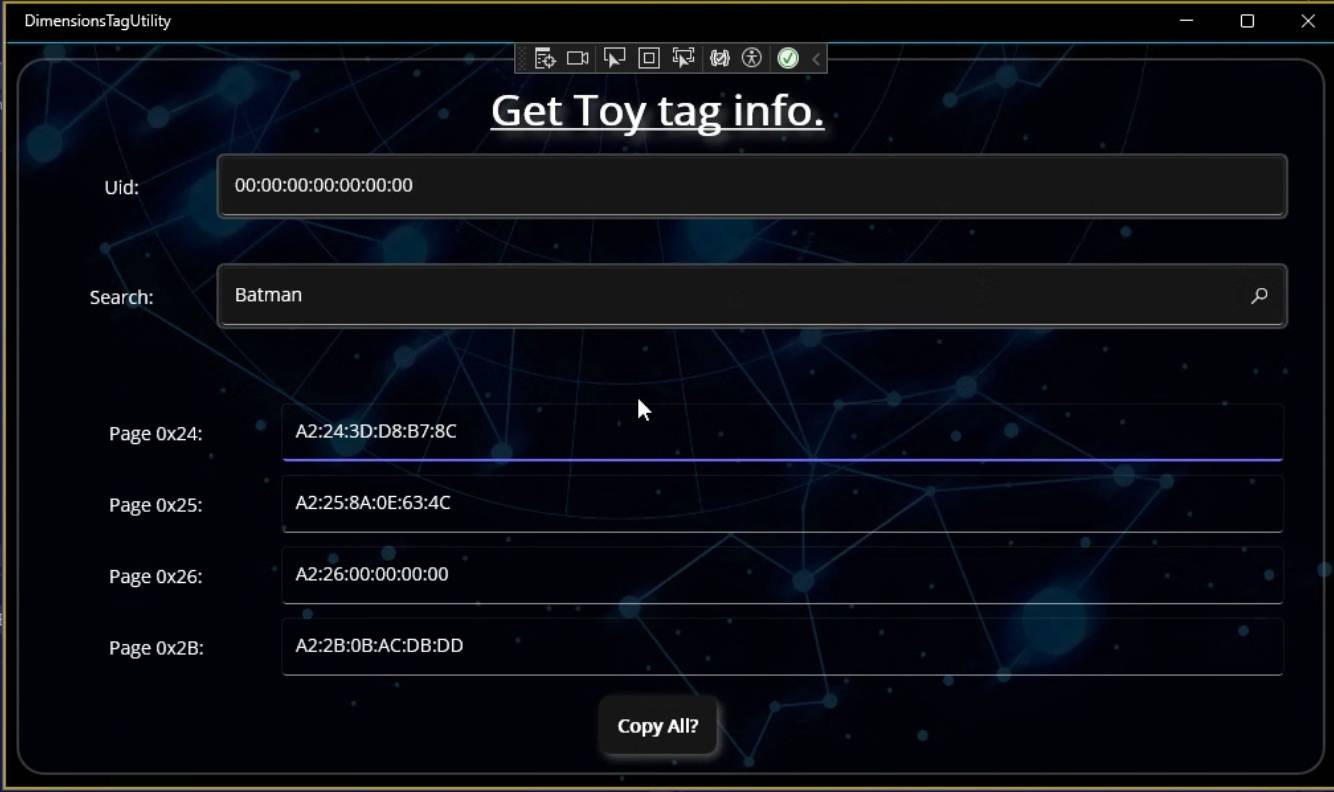 DimensionsTagUtility
Get Toy tag info.
Uid: 00:00:00:00:00:00:00
Search: Batman
Page 0x24: A2:24:3D:D8:B7:8C
Page 0x25: A2:25:8A:0E:63:4C
Page 0x26: A2:26:00:00:00:00
Page 0x2B: A2:2B:0B:AC:DB:DD
Copy All?